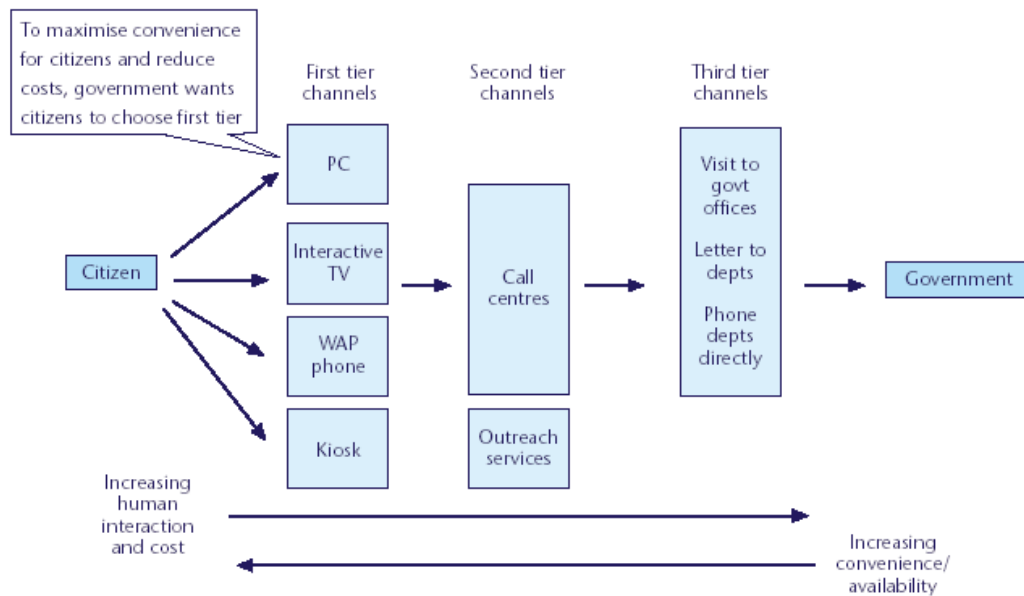 To maximise convenience
for citizens and reduce
costs, government wants
citizens to choose first tier
First tier
channels
Second tier
channels
Third tier
channels
PC
Interactive
TV
WAP
phone
Kiosk
Citizen
Call
centres
Outreach
services
Visit to
govt
offices
Letter to
depts
Phone
depts
directly
Government
Increasing
human
interaction
and cost
Increasing
convenience/
availability